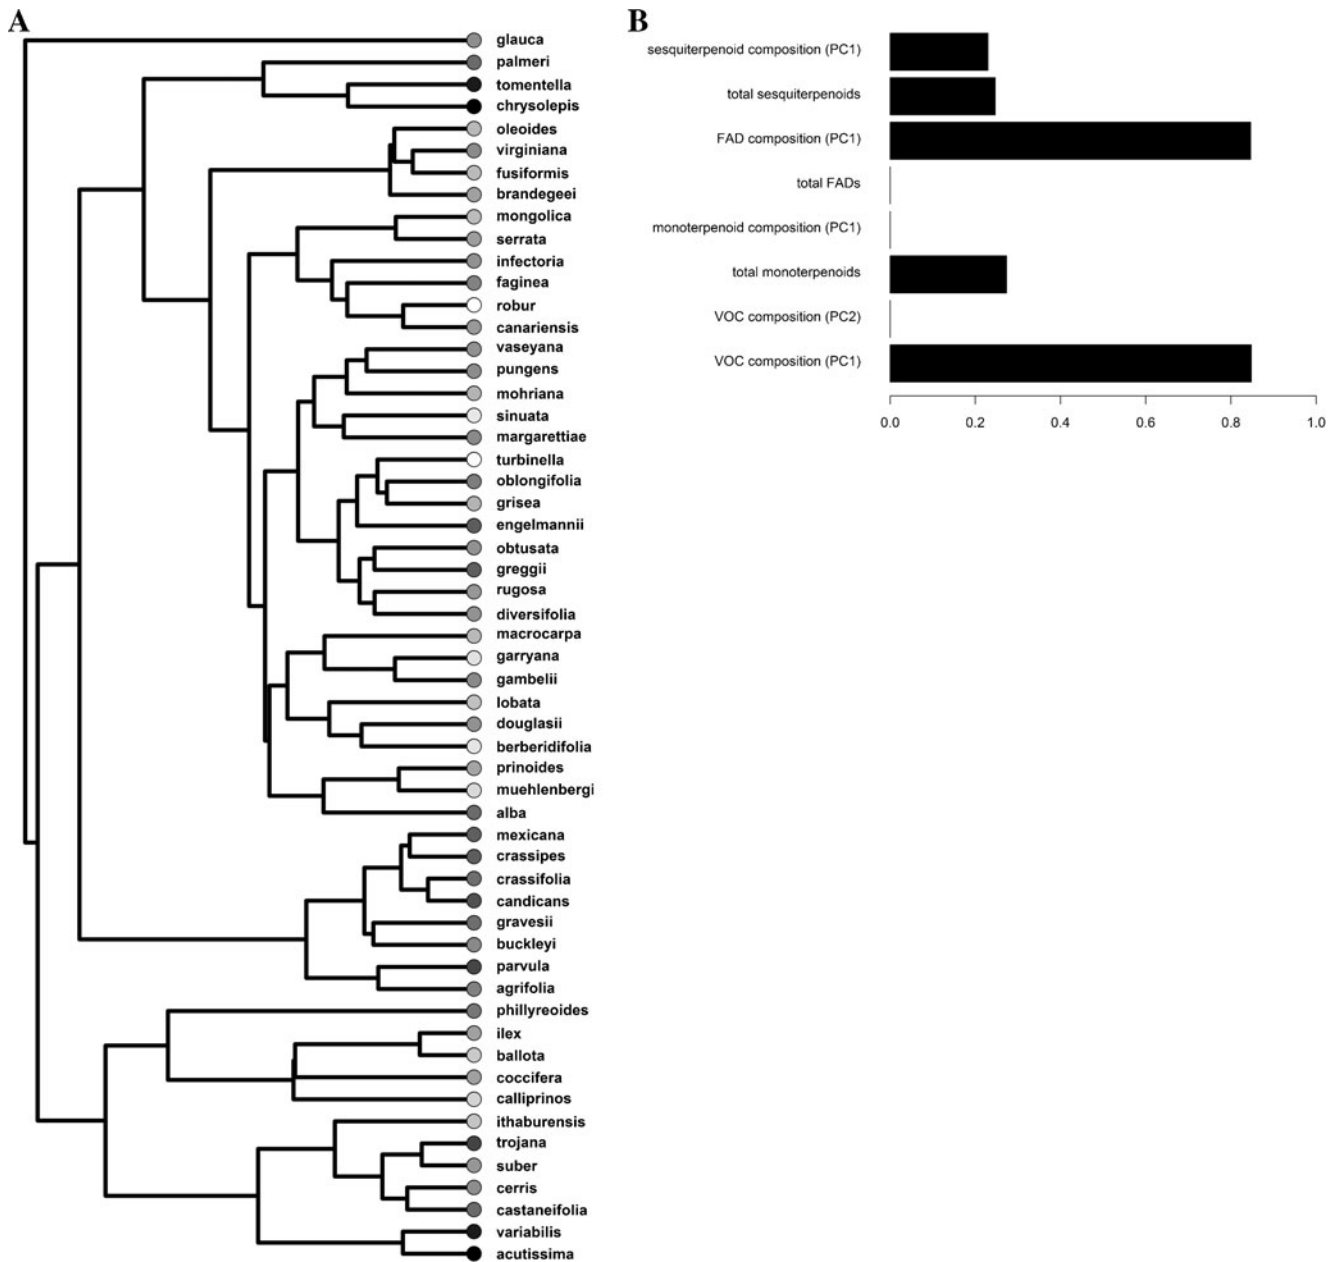 A
glauca
palmeri
tomentella
chrysolepis
oleoides
virginiana
fusiformis
brandegeei
mongolica
serrata
infectoria
faginea
robur
canariensis
vaseyana
pungens
mohriana
sinuata
margarettiae
turbinella
oblongifolia
grisea
engelmannii
obtusata
greggii
rugosa
diversifolia
macrocarpa
garryana
gambelii
lobata
douglasii
berberidifolia
prinoides
muehlenbergi
alba
mexicana
crassipes
crassifolia
candicans
gravesii
buckleyi
parvula
agrifolia
phillyreoides
ilex
ballota
coccifera
calliprinos
ithaburensis
trojana
suber
cerris
castaneifolia
variabilis
acutissima
B
sesquiterpenoid composition (PC1)
total sesquiterpenoids
FAD composition (PC1)
total FADs
monoterpenoid composition (PC1)
total monoterpenoids
VOC composition (PC2)
VOC composition (PC1)
0.0 0.2 0.4 0.6 0.8 1.0